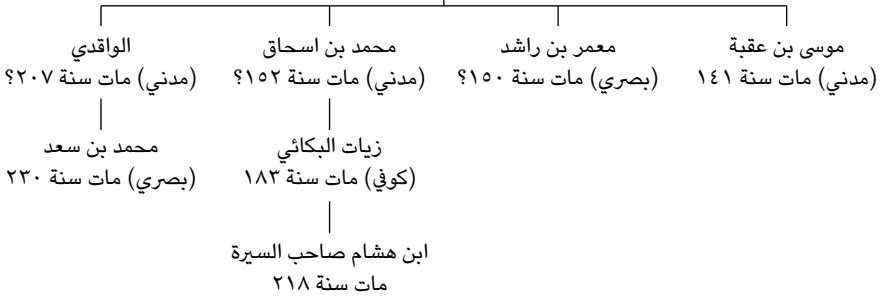 موسى بن عقبة
(مدني) مات سنة ١٤١
معمر بن راشد
(بصري) مات سنة ١٥٠؟
محمد بن اسحاق
(مدني) مات سنة ١٥٢؟
الواقدي
(مدني) مات سنة ٢٠٧؟
زيات البكائي
(كوفي) مات سنة ١٨٣
محمد بن سعد
(بصري) مات سنة ٢٣٠
ابن هشام صاحب السيرة
مات سنة ٢١٨